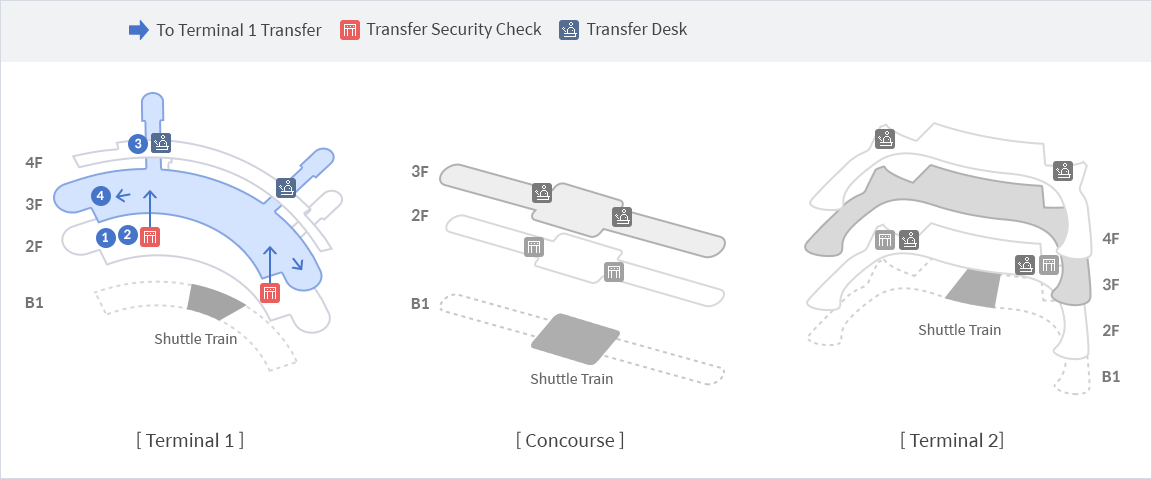 To Terminal 1 Transfer Transfer Security Check Transfer Desk
4F
3F
2F
B1
3
4
1 2
Shuttle Train
[ Terminal 1 ]
3F
2F
B1
Shuttle Train
[ Concourse ]
4F
3F
2F
B1
Shuttle Train
[ Terminal 2]